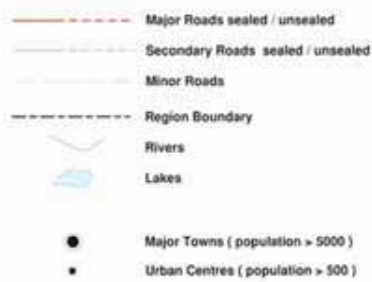 Major Roads sealed / unsealed
Secondary Roads sealed / unsealed
Minor Roads
Region Boundary
Rivers
Lakes
Major Towns ( population > 5000 )
Urban Centres ( population > 500 )